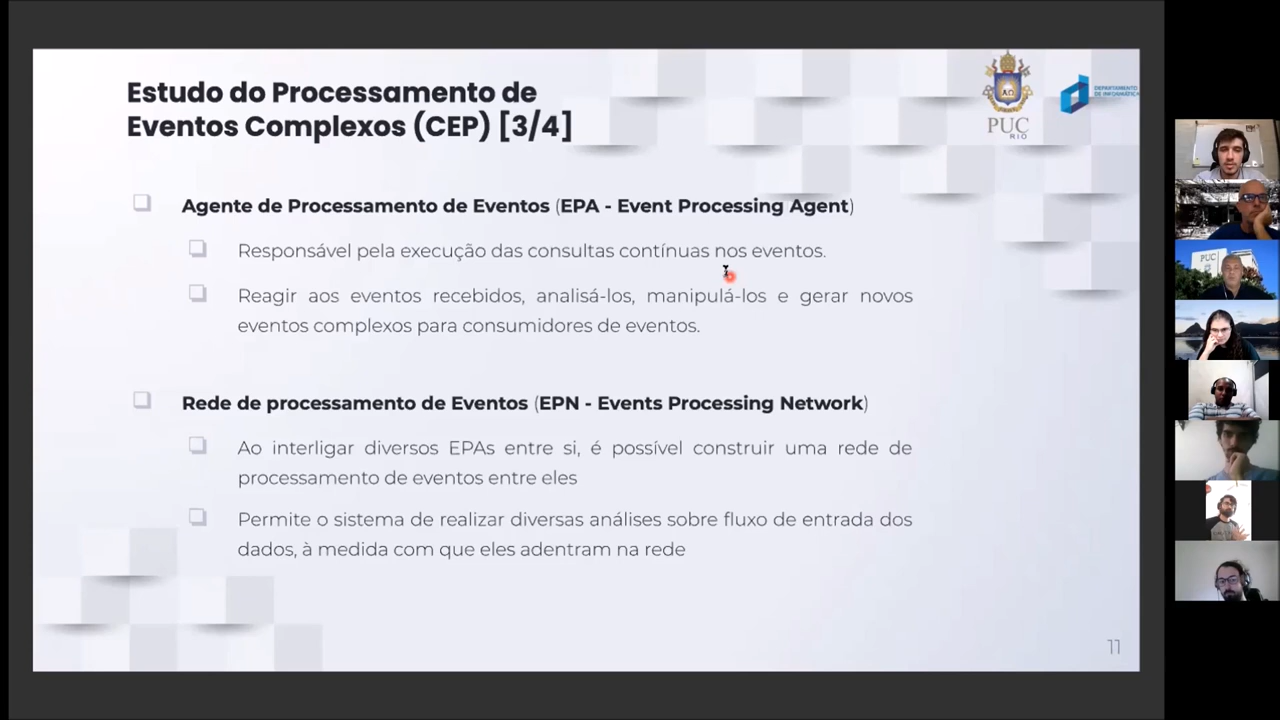 Estudo do Processamento de
Eventos Complexos (CEP) [3/4]
PUC
RIO
DEPARTAMENTO
DE INFORMÁTICA
Agente de Processamento de Eventos (EPA - Event Processing Agent)
Responsável pela execução das consultas contínuas nos eventos.
Reagir aos eventos recebidos, analisá-los, manipulá-los e gerar novos
eventos complexos para consumidores de eventos.
Rede de processamento de Eventos (EPN - Events Processing Network)
Ao interligar diversos EPAs entre si, é possível construir uma rede de
processamento de eventos entre eles
Permite o sistema de realizar diversas análises sobre fluxo de entrada dos
dados, à medida com que eles adentram na rede
11
PUC